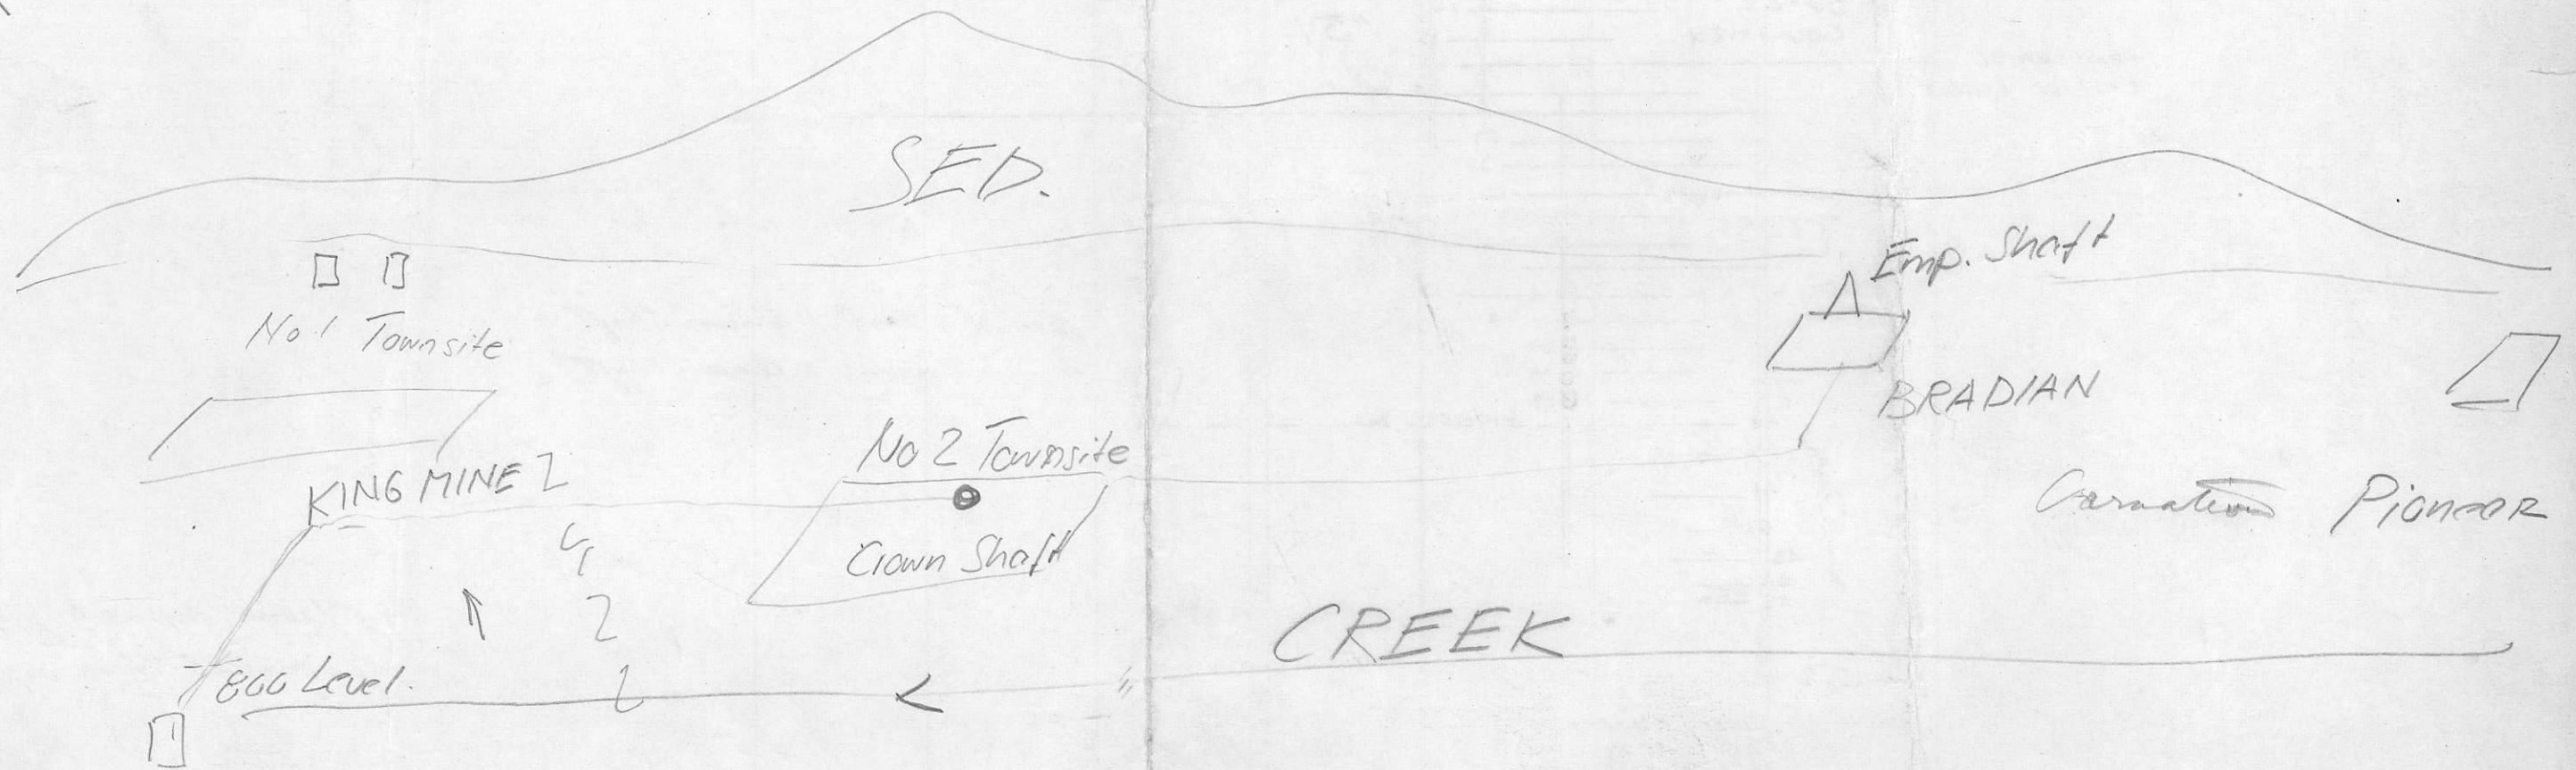 SED.
Emp. Shaft
No 1 Townsite
BRADIAN
No 2 Townsite
KING MINE
Carnation Pioneer
Crown Shaft
CREEK
800 Level.